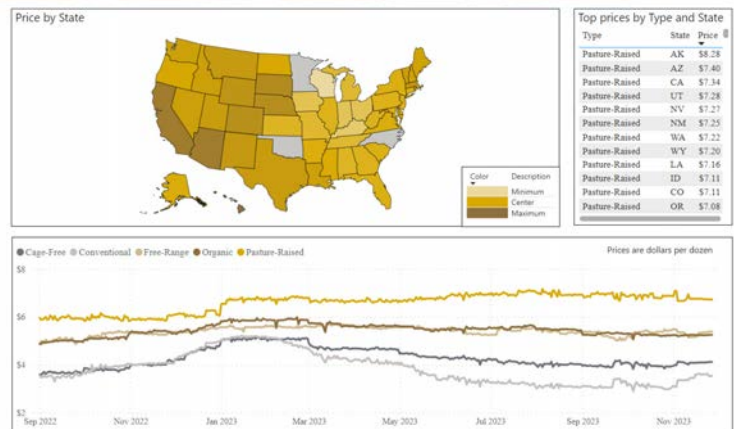 Price by State
Color Description
Minimum
Center
Maximum
Top prices by Type and State
Type State Price
Pasture-Raised AK $8.28
Pasture-Raised AZ $7.40
Pasture-Raised CA $7.34
Pasture-Raised UT $7.28
Pasture-Raised NV $7.27
Pasture-Raised NM $7.25
Pasture-Raised WA $7.22
Pasture-Raised WY $7.20
Pasture-Raised LA $7.16
Pasture-Raised ID $7.11
Pasture-Raised CO $7.11
Pasture-Raised OR $7.08
Cage-Free Conventional Free-Range Organic Pasture-Raised
Prices are dollars per dozen
$8
$6
$4
$2
Sep 2022 Nov 2022 Jan 2023 Mar 2023 May 2023 Jul 2023 Sep 2023 Nov 2023